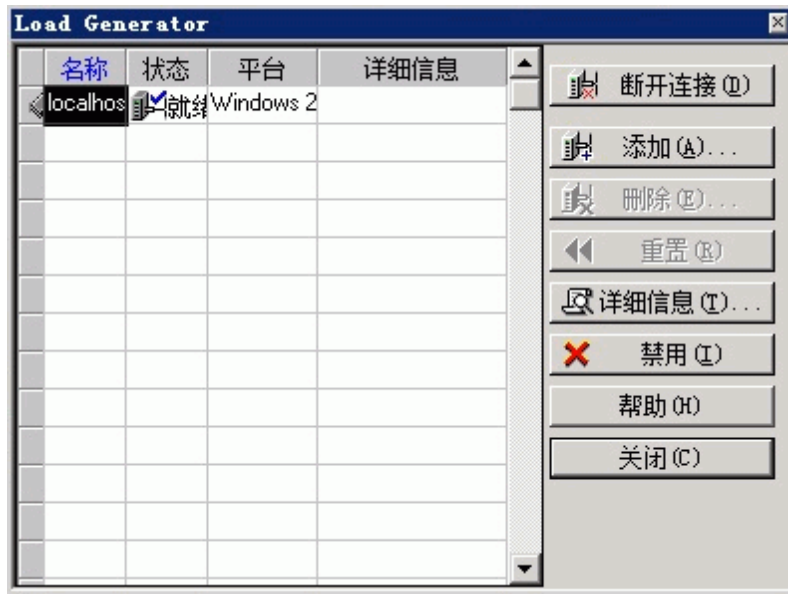 Load Generator
名称 状态 平台 详细信息
localhos 就绪 Windows 2
断开连接(D)
添加(A)...
删除(E)...
重置(R)
详细信息(T)...
禁用(I)
帮助(H)
关闭(C)